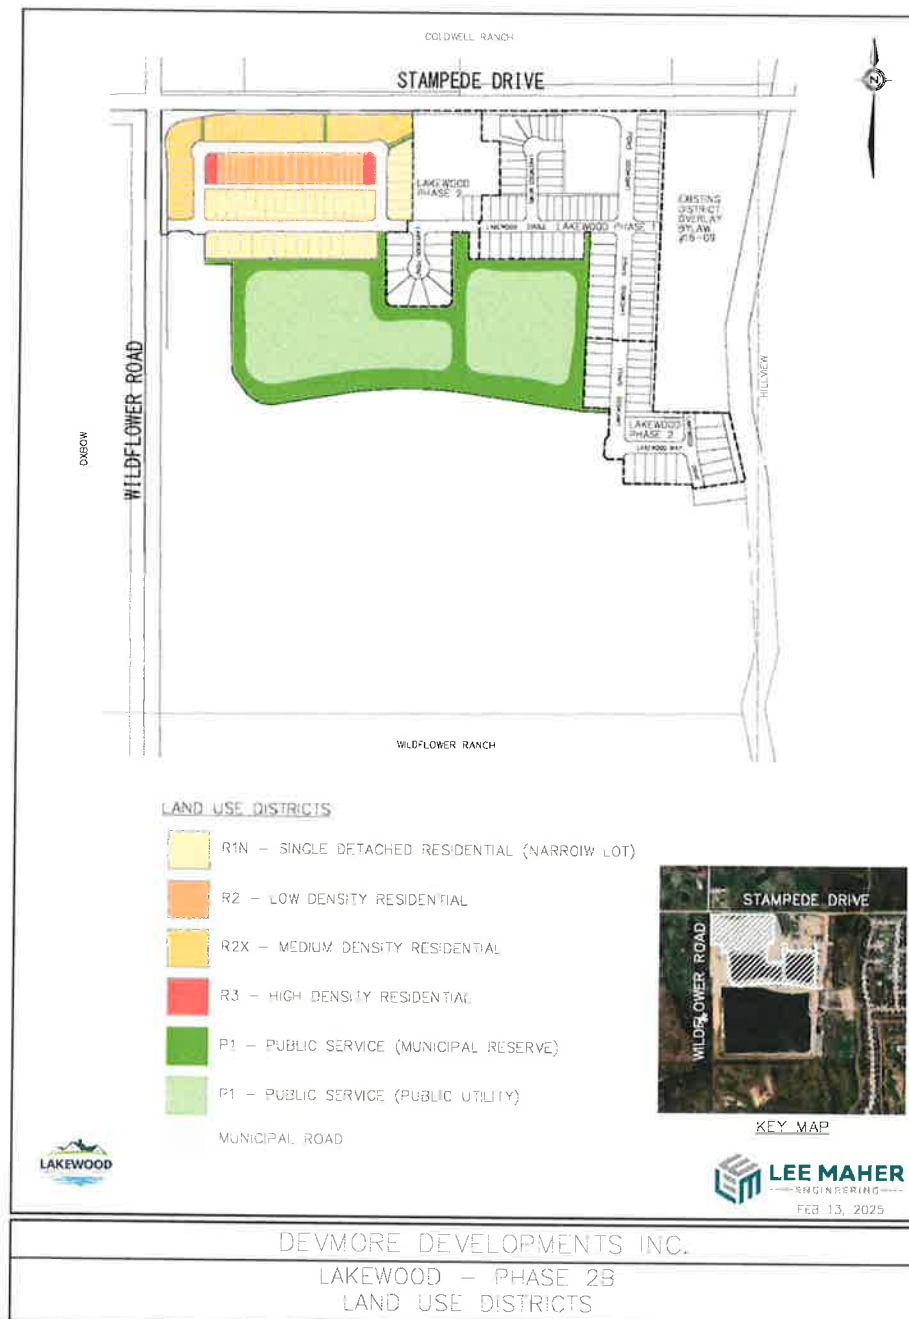 COLDWELL RANCH
STAMPEDE DRIVE
LAKEWOOD
PHASE 2
LAKEWOOD PHASE 1
EXISTING
DISTRICT
OVERLAY
BYLAW
WILDFLOWER ROAD
OXBOW
HILLVIEW
LAKEWOOD
PHASE 2
LAKEWOOD WAY
WILDFLOWER RANCH
LAND USE DISTRICTS
R1N – SINGLE DETACHED RESIDENTIAL (NARROIW LOT)
R2 – LOW DENSITY RESIDENTIAL
R2X – MEDIUM DENSITY RESIDENTIAL
R3 – HIGH DENSITY RESIDENTIAL
P1 – PUBLIC SERVICE (MUNICIPAL RESERVE)
P1 – PUBLIC SERVICE (PUBLIC UTILITY)
MUNICIPAL ROAD
STAMPEDE DRIVE
WILDFLOWER ROAD
KEY MAP
LAKEWOOD
LEE MAHER
ENGINEERING
FEB 13, 2025
DEVMORE DEVELOPMENTS INC.
LAKEWOOD – PHASE 2B
LAND USE DISTRICTS